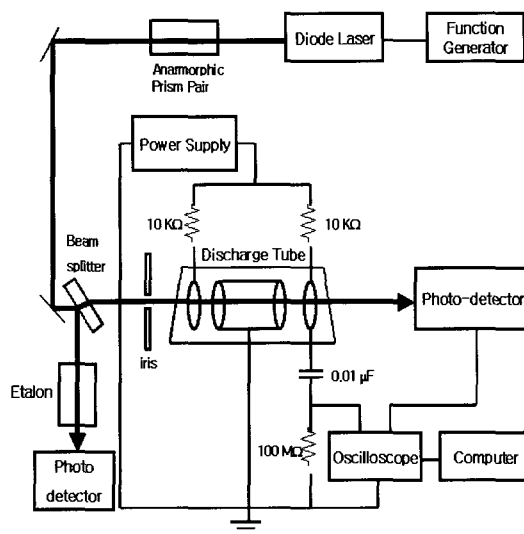 Diode Laser
Function
Generator
Anarmorphic
Prism Pair
Power Supply
10 KΩ
10 KΩ
Beam
splitter
Discharge Tube
Photo-detector
iris
Etalon
0.01 μF
100 MΩ
Oscilloscope
Computer
Photo
detector